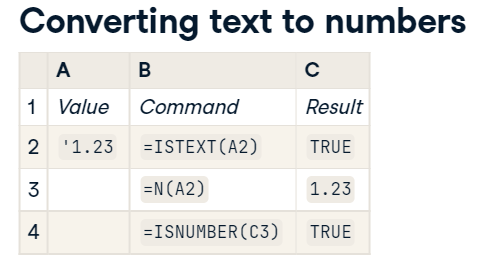 Converting text to numbers
A B C
1 Value Command Result
2 '1.23 =ISTEXT(A2) TRUE
3 =N(A2) 1.23
4 =ISNUMBER(C3) TRUE